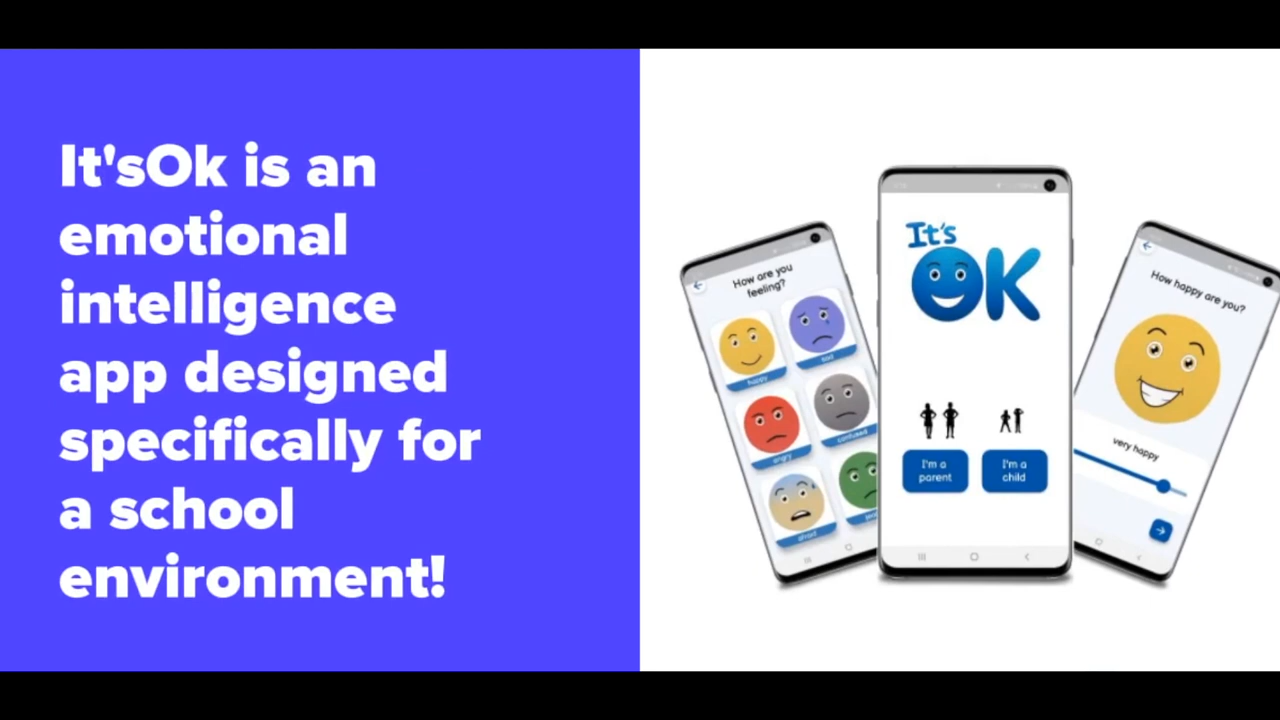 It'sOk is an
emotional
intelligence
app designed
specifically for
a school
environment!
How are you
feeling?
happy
sad
angry
confused
afraid
It's
OK
I'm a
parent
I'm a
child
How happy are you?
very happy